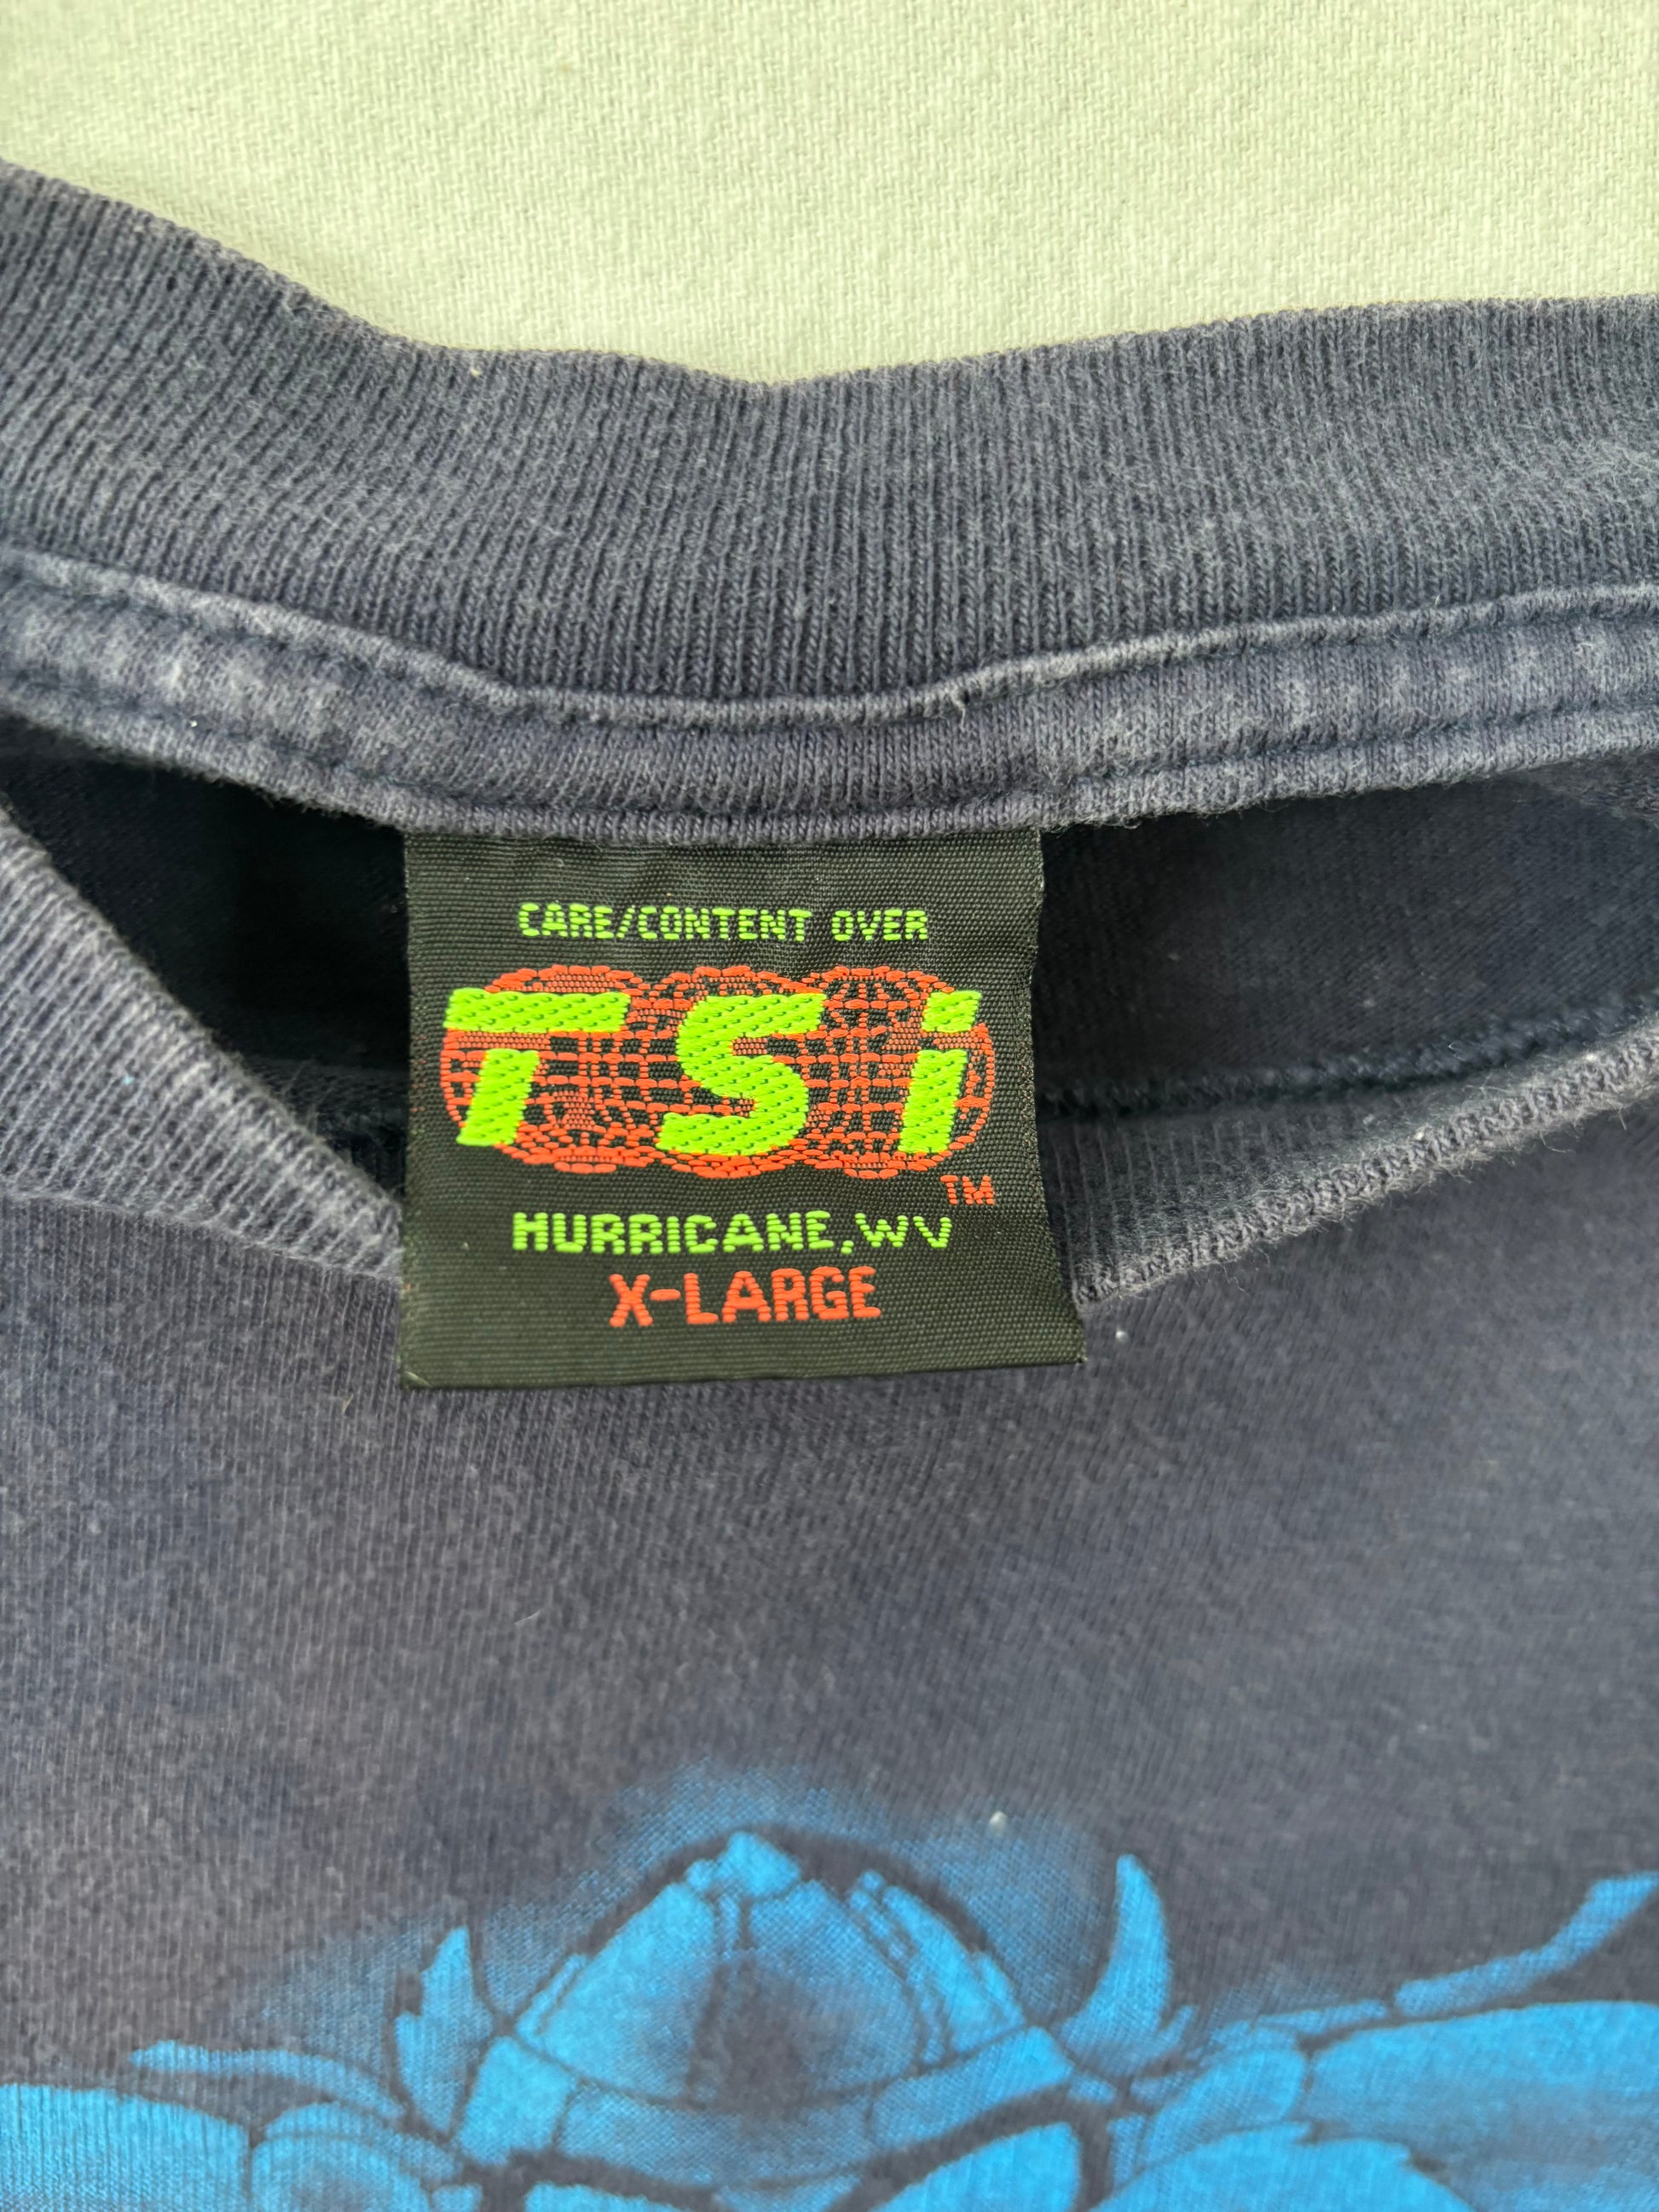 CARE/CONTENT OVER
TSi
TM
HURRICANE, WV
X-LARGE